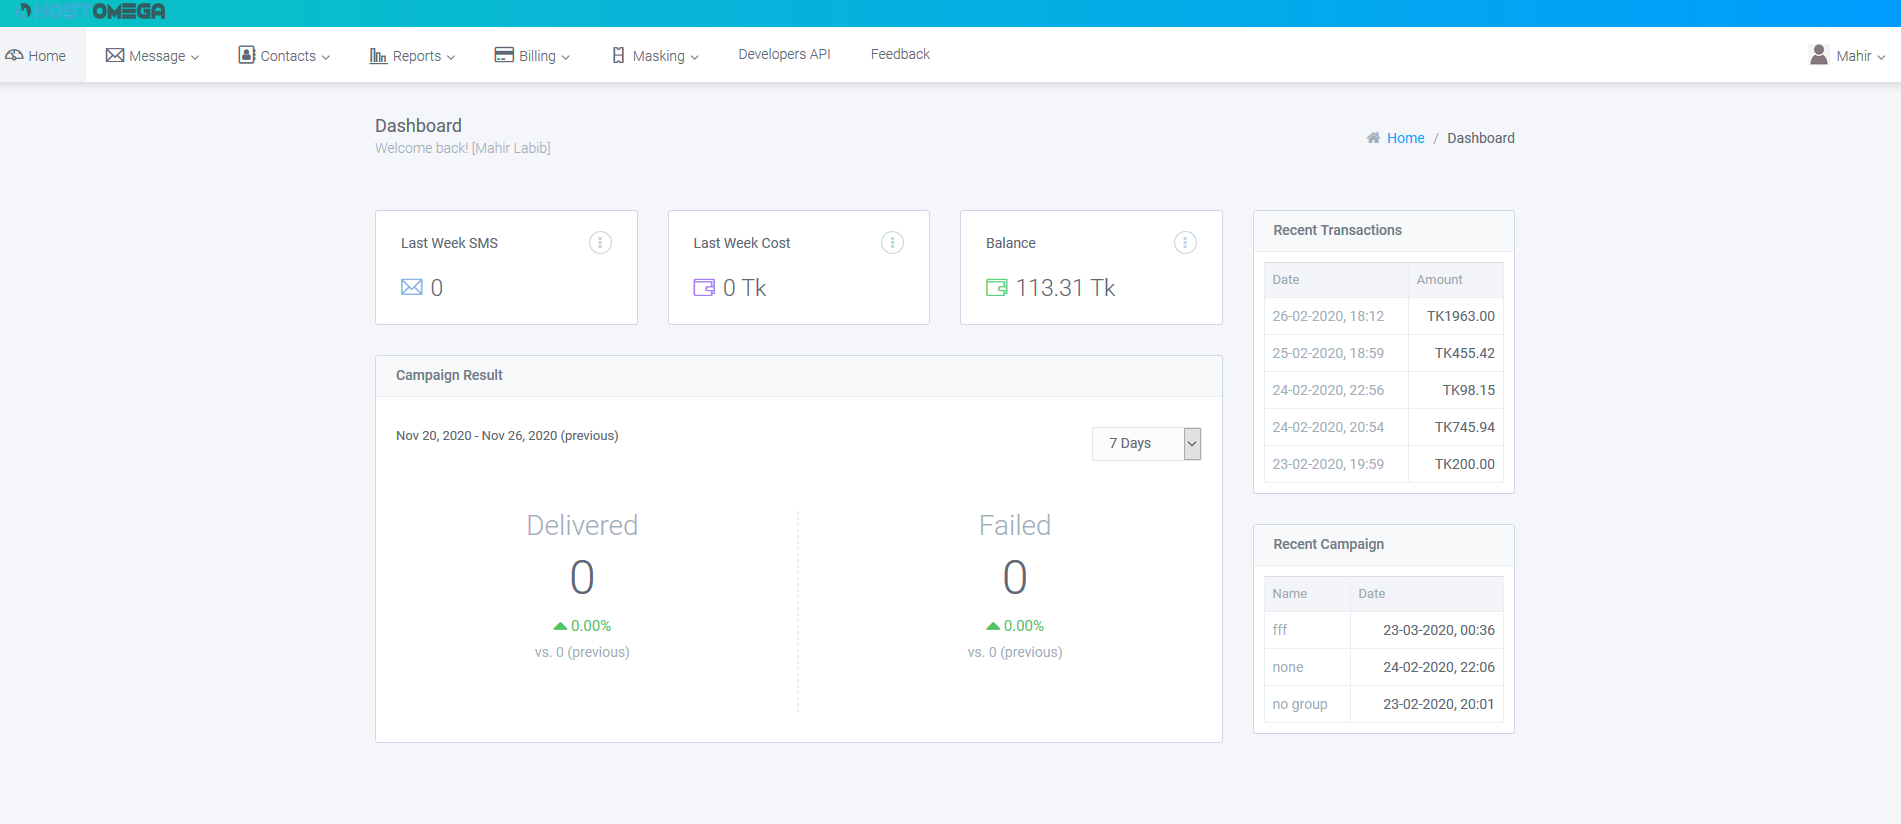 HOSTOMEGA
Home
Message
Contacts
Reports
Billing
Masking
Developers API
Feedback
Mahir
Dashboard
Welcome back! [Mahir Labib]
Home / Dashboard
Last Week SMS
0
Last Week Cost
0 Tk
Balance
113.31 Tk
Campaign Result
Nov 20, 2020 - Nov 26, 2020 (previous)
7 Days
Delivered
0
0.00%
vs. 0 (previous)
Failed
0
0.00%
vs. 0 (previous)
Recent Transactions
Date Amount
26-02-2020, 18:12 TK1963.00
25-02-2020, 18:59 TK455.42
24-02-2020, 22:56 TK98.15
24-02-2020, 20:54 TK745.94
23-02-2020, 19:59 TK200.00
Recent Campaign
Name Date
fff 23-03-2020, 00:36
none 24-02-2020, 22:06
no group 23-02-2020, 20:01